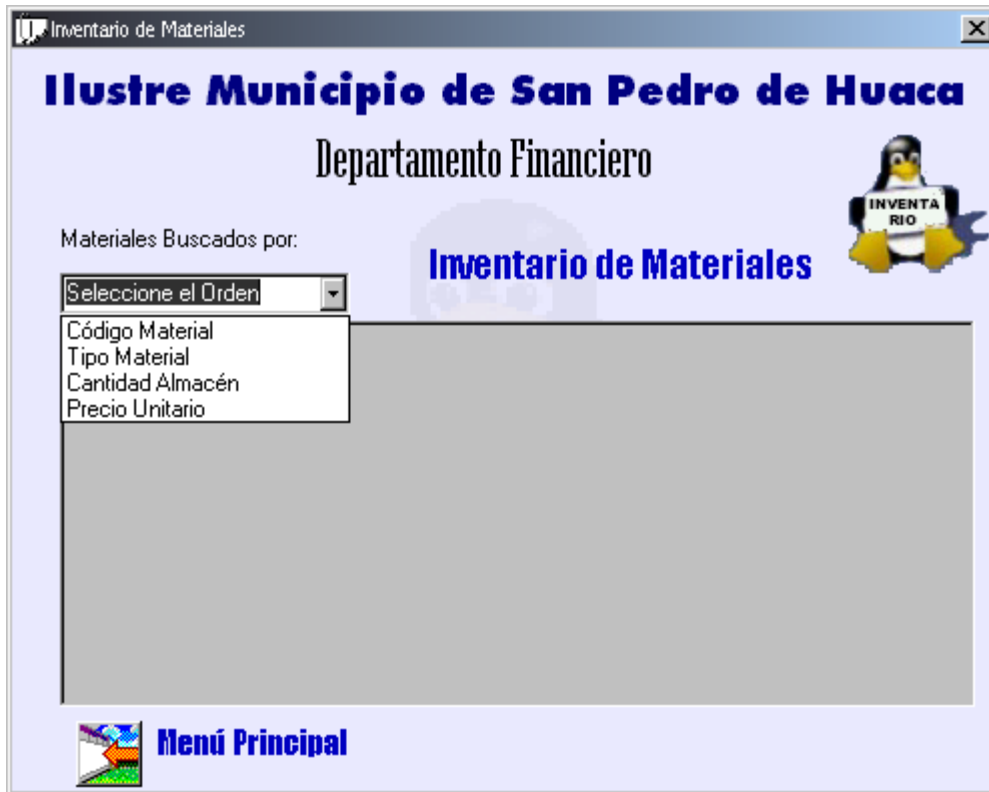 Inventario de Materiales
Ilustre Municipio de San Pedro de Huaca
Departamento Financiero
INVENTA
RIO
Materiales Buscados por:
Inventario de Materiales
Seleccione el Orden
Código Material
Tipo Material
Cantidad Almacén
Precio Unitario
Menú Principal